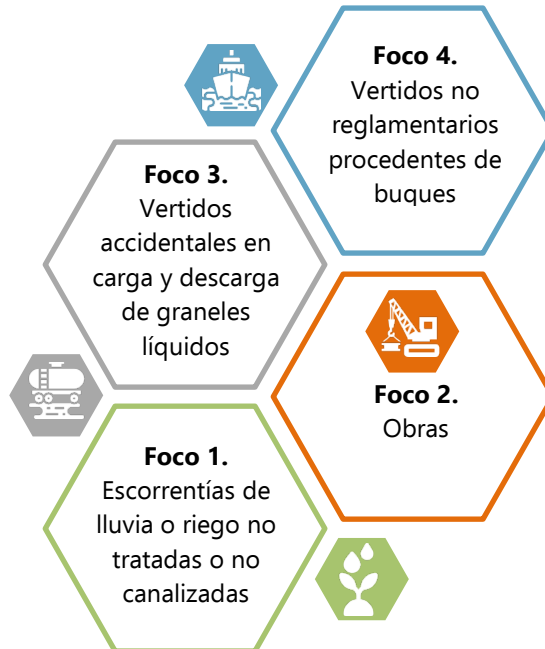 Foco 4.
Vertidos no
reglamentarios
procedentes de
buques
Foco 3.
Vertidos
accidentales en
carga y descarga
de graneles
líquidos
Foco 2.
Obras
Foco 1.
Escorrentías de
lluvia o riego no
tratadas o no
canalizadas